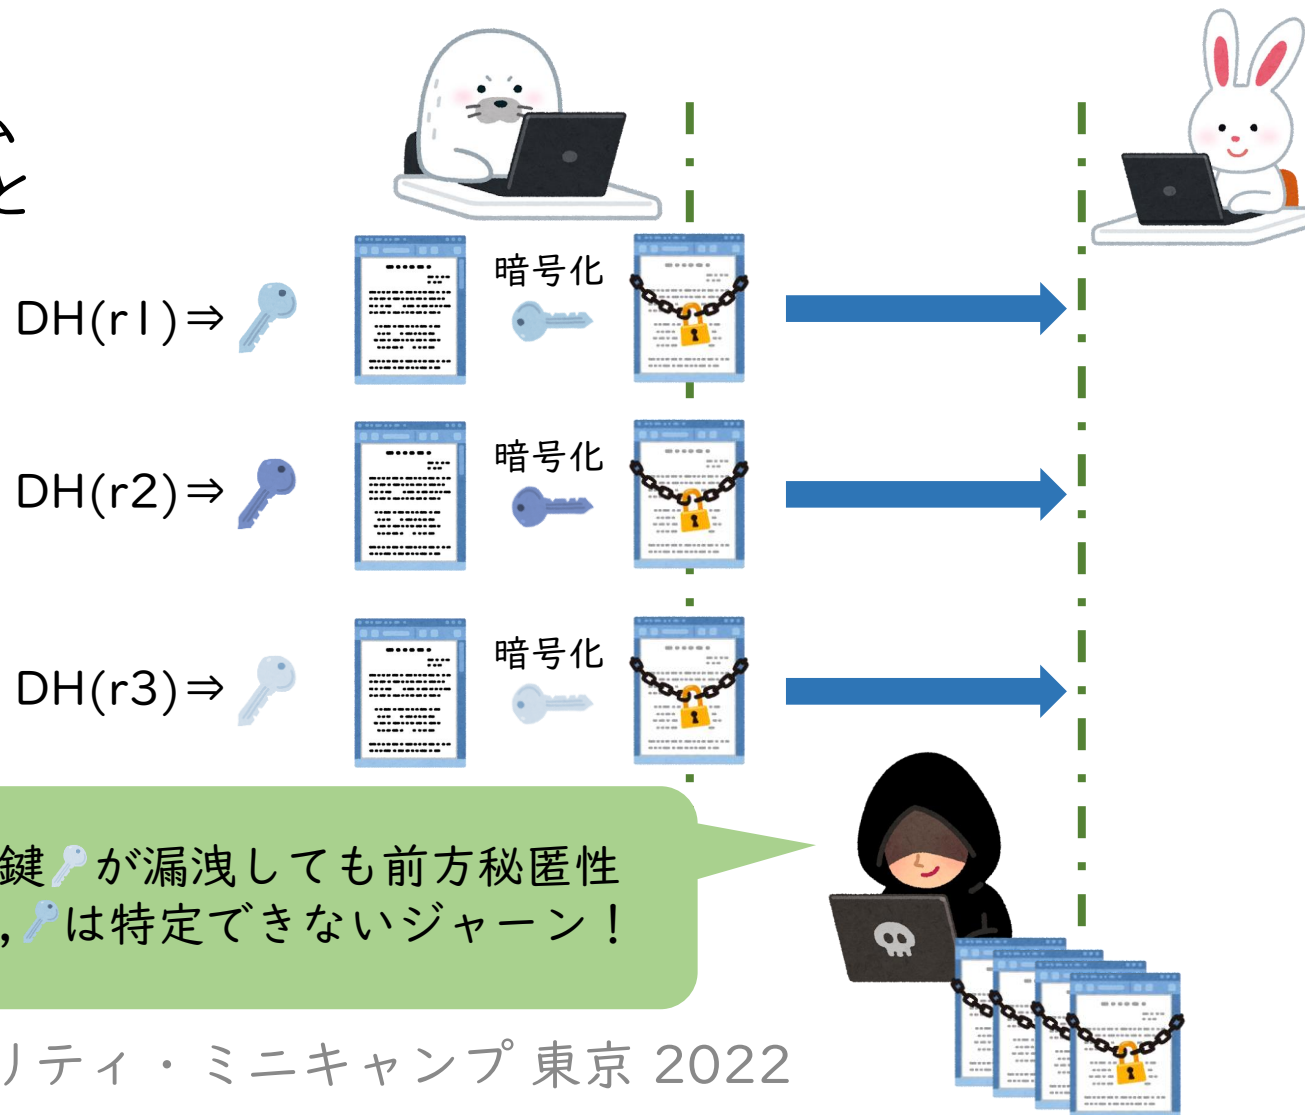 と
DH(r1)⇒
暗号化
DH(r2)⇒
暗号化
DH(r3)⇒
暗号化
鍵が漏洩しても前方秘匿性
,は特定できないジャーン！
リティ・ミニキャンプ 東京 2022